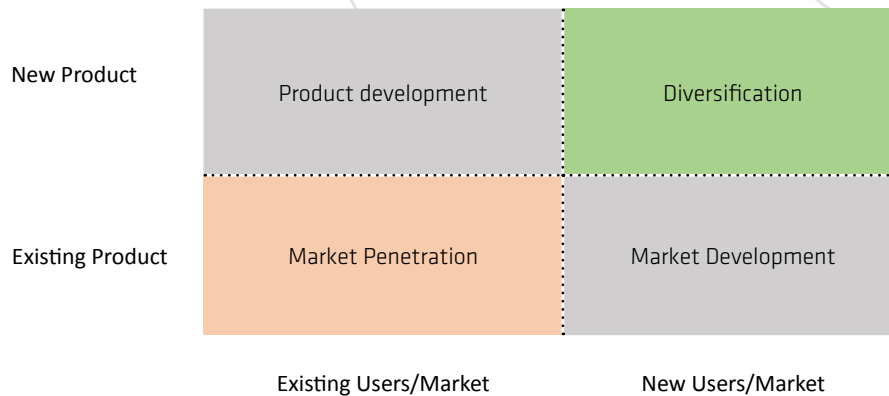 New Product
Product development
Diversification
Existing Product
Market Penetration
Market Development
Existing Users/Market
New Users/Market